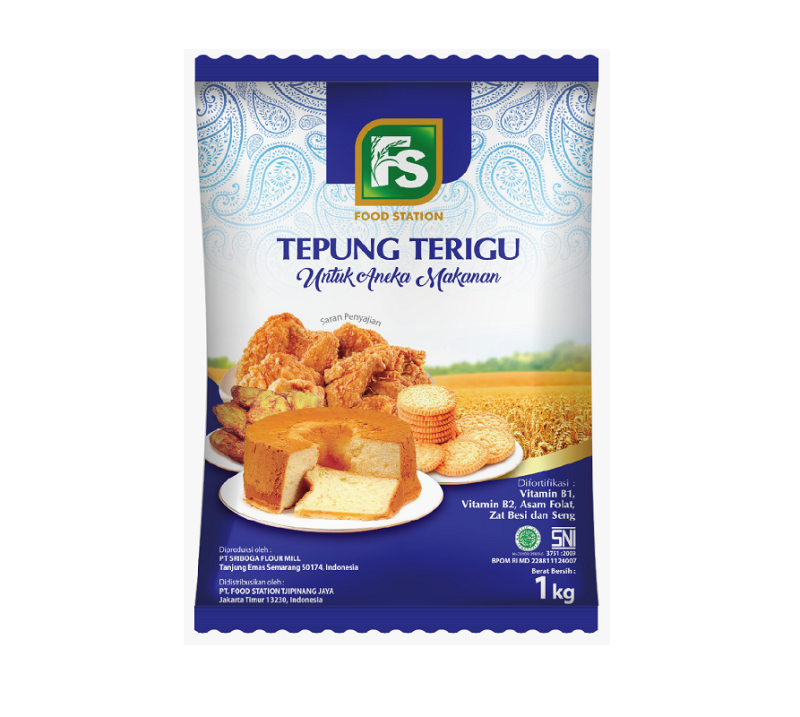 FS
FOOD STATION
TEPUNG TERIGU
Untuk Aneka Makanan
Saran Penyajian
Difortifikasi :
Vitamin B1,
Vitamin B2, Asam Folat,
Zat Besi dan Seng
SNI
3751 :2009
BPOM RI MD 228811124007
Berat Bersih :
1 kg
Diproduksi oleh :
PT SRIBOGA FLOUR MILL
Tanjung Emas Semarang 50174, Indonesia
Didistribusikan oleh :
PT. FOOD STATION TJIPINANG JAYA
Jakarta Timur 13230, Indonesia